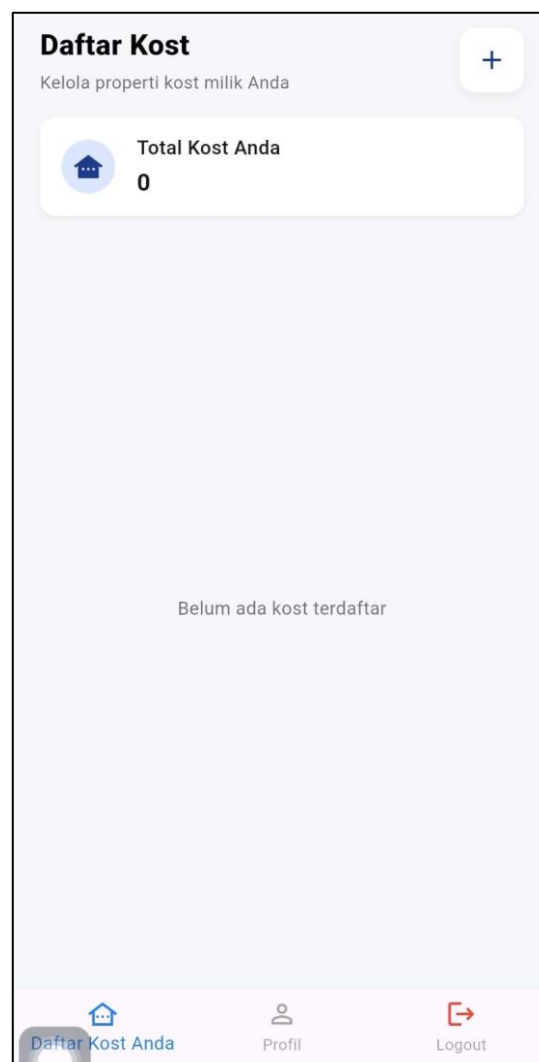 Daftar Kost
Kelola properti kost milik Anda
+
Total Kost Anda
0
Belum ada kost terdaftar
Daftar Kost Anda
Profil
Logout